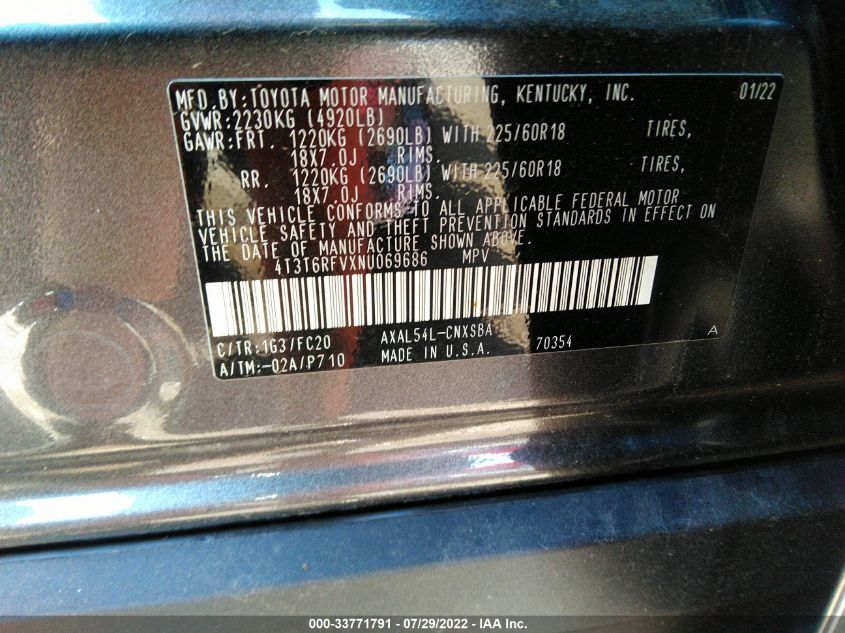 MFD.BY:TOYOTA MOTOR MANUFACTURING, KENTUCKY, INC. 01/22
GVWR:2230KG (4920LB)
GAWR:FRT. 1220KG (2690LB) WITH 225/60R18 TIRES,
18X7.0J RIMS.
RR. 1220KG (2690LB) WITH 225/60R18 TIRES,
18X7.0J RIMS.
THIS VEHICLE CONFORMS TO ALL APPLICABLE FEDERAL MOTOR
VEHICLE SAFETY AND THEFT PREVENTION STANDARDS IN EFFECT ON
THE DATE OF MANUFACTURE SHOWN ABOVE.
4T3T6RFVXNU069686 MPV
C/TR:1G3/FC20 AXAL54L-CNXSBA 70354 A
A/TM:-02A/P710 MADE IN U.S.A.
000-33771791 - 07/29/2022 - IAA Inc.